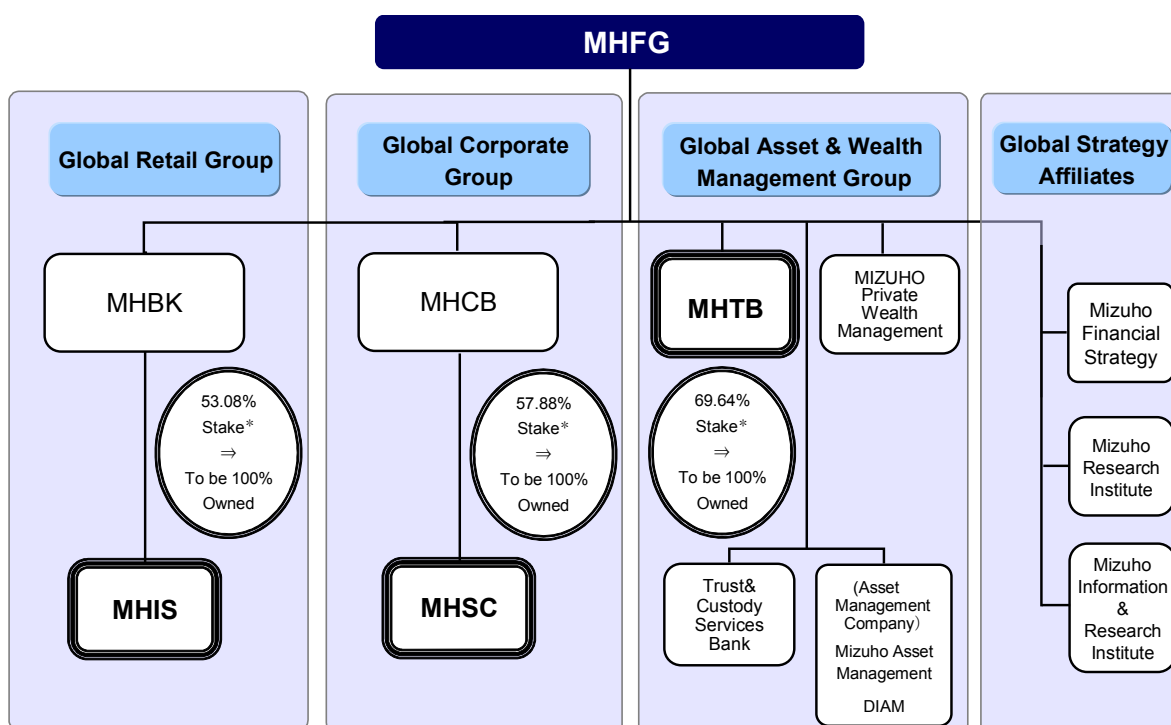 MHFG
Global Retail Group
Global Corporate
Group
Global Asset & Wealth
Management Group
Global Strategy
Affiliates
MHBK
MHCB
MHTB
MIZUHO
Private
Wealth
Management
Mizuho
Financial
Strategy
53.08%
Stake*
⇒
To be 100%
Owned
57.88%
Stake*
⇒
To be 100%
Owned
69.64%
Stake*
⇒
To be 100%
Owned
Mizuho
Research
Institute
MHIS
MHSC
Trust&
Custody
Services
Bank
(Asset
Management
Company)
Mizuho Asset
Management
DIAM
Mizuho
Information
&
Research
Institute